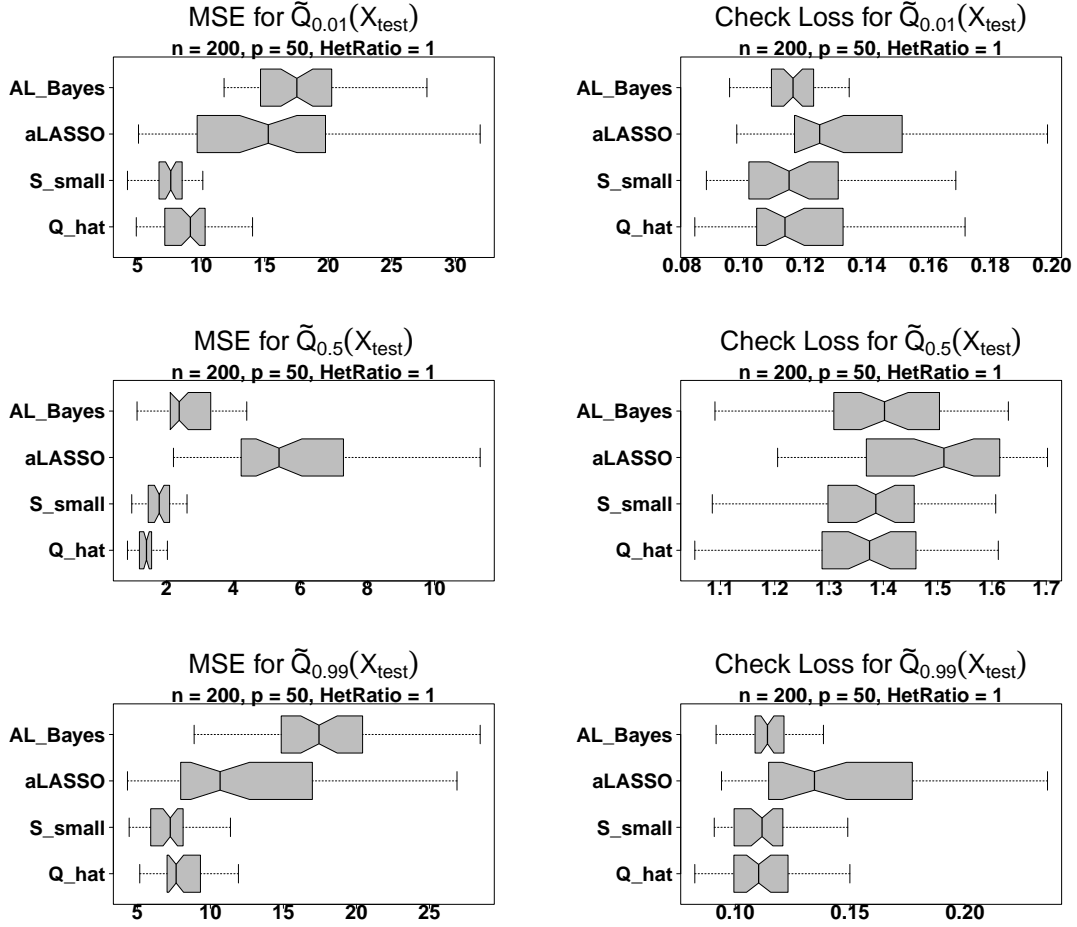 MSE for Q̃0.01(Xtest)
n = 200, p = 50, HetRatio = 1
AL_Bayes
aLASSO
S_small
Q_hat
5 10 15 20 25 30
Check Loss for Q̃0.01(Xtest)
n = 200, p = 50, HetRatio = 1
AL_Bayes
aLASSO
S_small
Q_hat
0.08 0.10 0.12 0.14 0.16 0.18 0.20
MSE for Q̃0.5(Xtest)
n = 200, p = 50, HetRatio = 1
AL_Bayes
aLASSO
S_small
Q_hat
2 4 6 8 10
Check Loss for Q̃0.5(Xtest)
n = 200, p = 50, HetRatio = 1
AL_Bayes
aLASSO
S_small
Q_hat
1.1 1.2 1.3 1.4 1.5 1.6 1.7
MSE for Q̃0.99(Xtest)
n = 200, p = 50, HetRatio = 1
AL_Bayes
aLASSO
S_small
Q_hat
5 10 15 20 25
Check Loss for Q̃0.99(Xtest)
n = 200, p = 50, HetRatio = 1
AL_Bayes
aLASSO
S_small
Q_hat
0.10 0.15 0.20